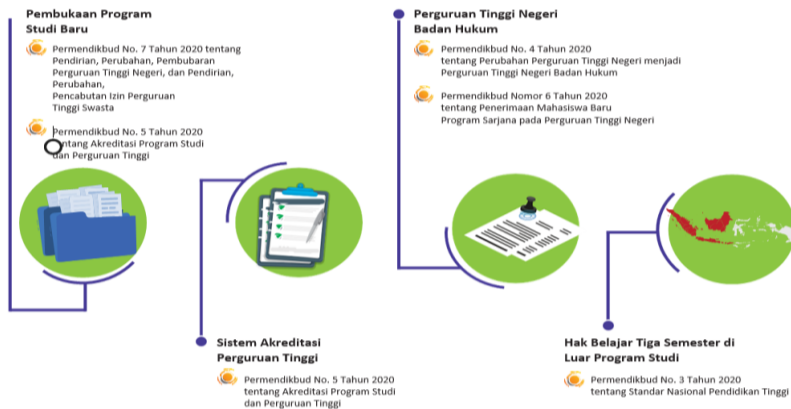 Pembukaan Program
Studi Baru
Permendikbud No. 7 Tahun 2020 tentang
Pendirian, Perubahan, Pembubaran
Perguruan Tinggi Negeri, dan Pendirian,
Perubahan,
Pencabutan Izin Perguruan
Tinggi Swasta
Permendikbud No. 5 Tahun 2020
tentang Akreditasi Program Studi
dan Perguruan Tinggi
Perguruan Tinggi Negeri
Badan Hukum
Permendikbud No. 4 Tahun 2020
tentang Perubahan Perguruan Tinggi Negeri menjadi
Perguruan Tinggi Negeri Badan Hukum
Permendikbud Nomor 6 Tahun 2020
tentang Penerimaan Mahasiswa Baru
Program Sarjana pada Perguruan Tinggi Negeri
Sistem Akreditasi
Perguruan Tinggi
Permendikbud No. 5 Tahun 2020
tentang Akreditasi Program Studi
dan Perguruan Tinggi
Hak Belajar Tiga Semester di
Luar Program Studi
Permendikbud No. 3 Tahun 2020
tentang Standar Nasional Pendidikan Tinggi